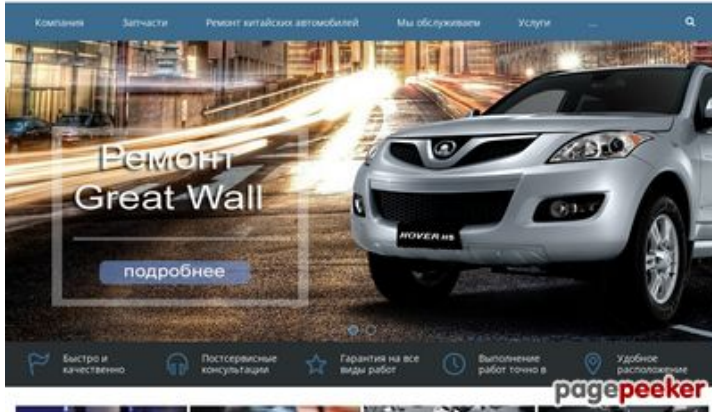 Компания Запчасти Ремонт китайских автомобилей Мы обслуживаем Услуги ...
Ремонт
Great Wall
подробнее
HOVER H5
Быстро и
качественно
Постсервисные
консультации
Гарантия на все
виды работ
Выполнение
работ точно в
Удобное
расположение
pagepeeker